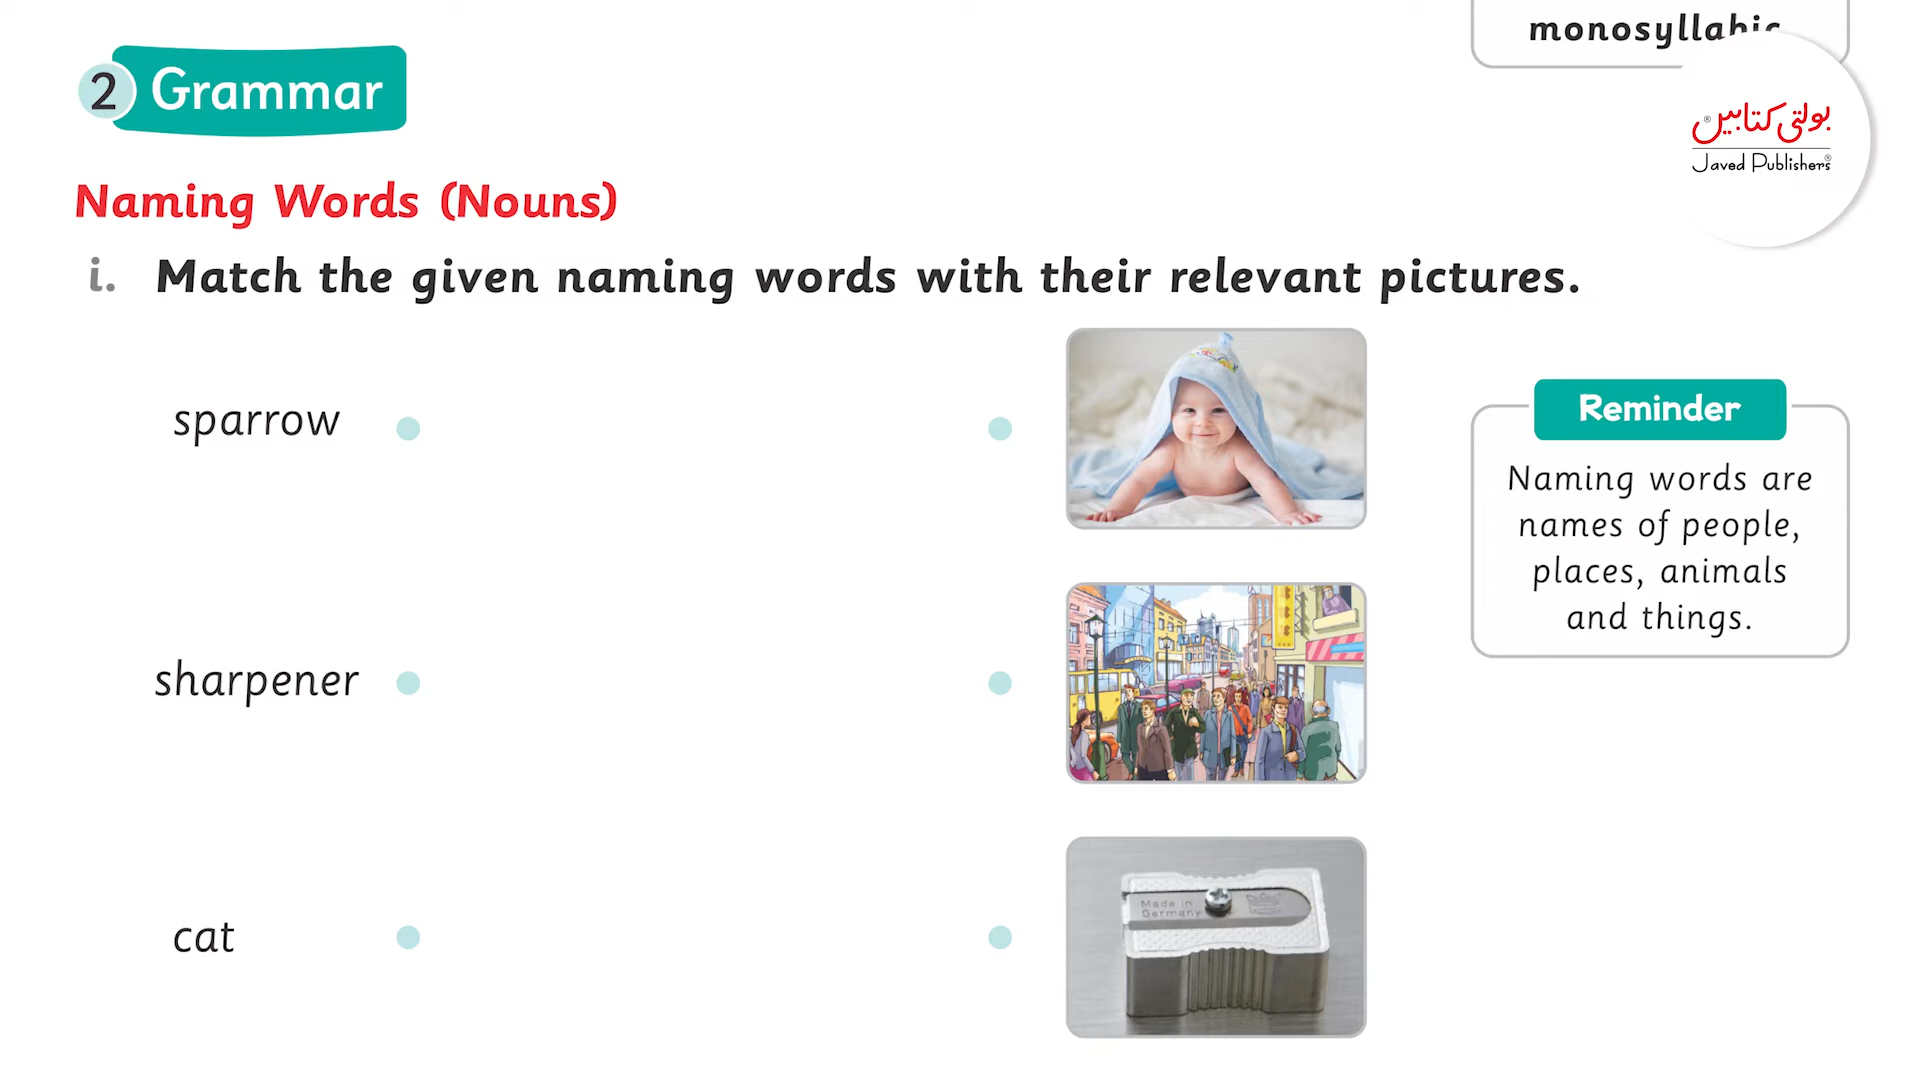 monosyllabic
2 Grammar
بولتی کتابیں®
Javed Publishers®
Naming Words (Nouns)
i. Match the given naming words with their relevant pictures.
sparrow
sharpener
cat
Reminder
Naming words are
names of people,
places, animals
and things.
Made in
Germany